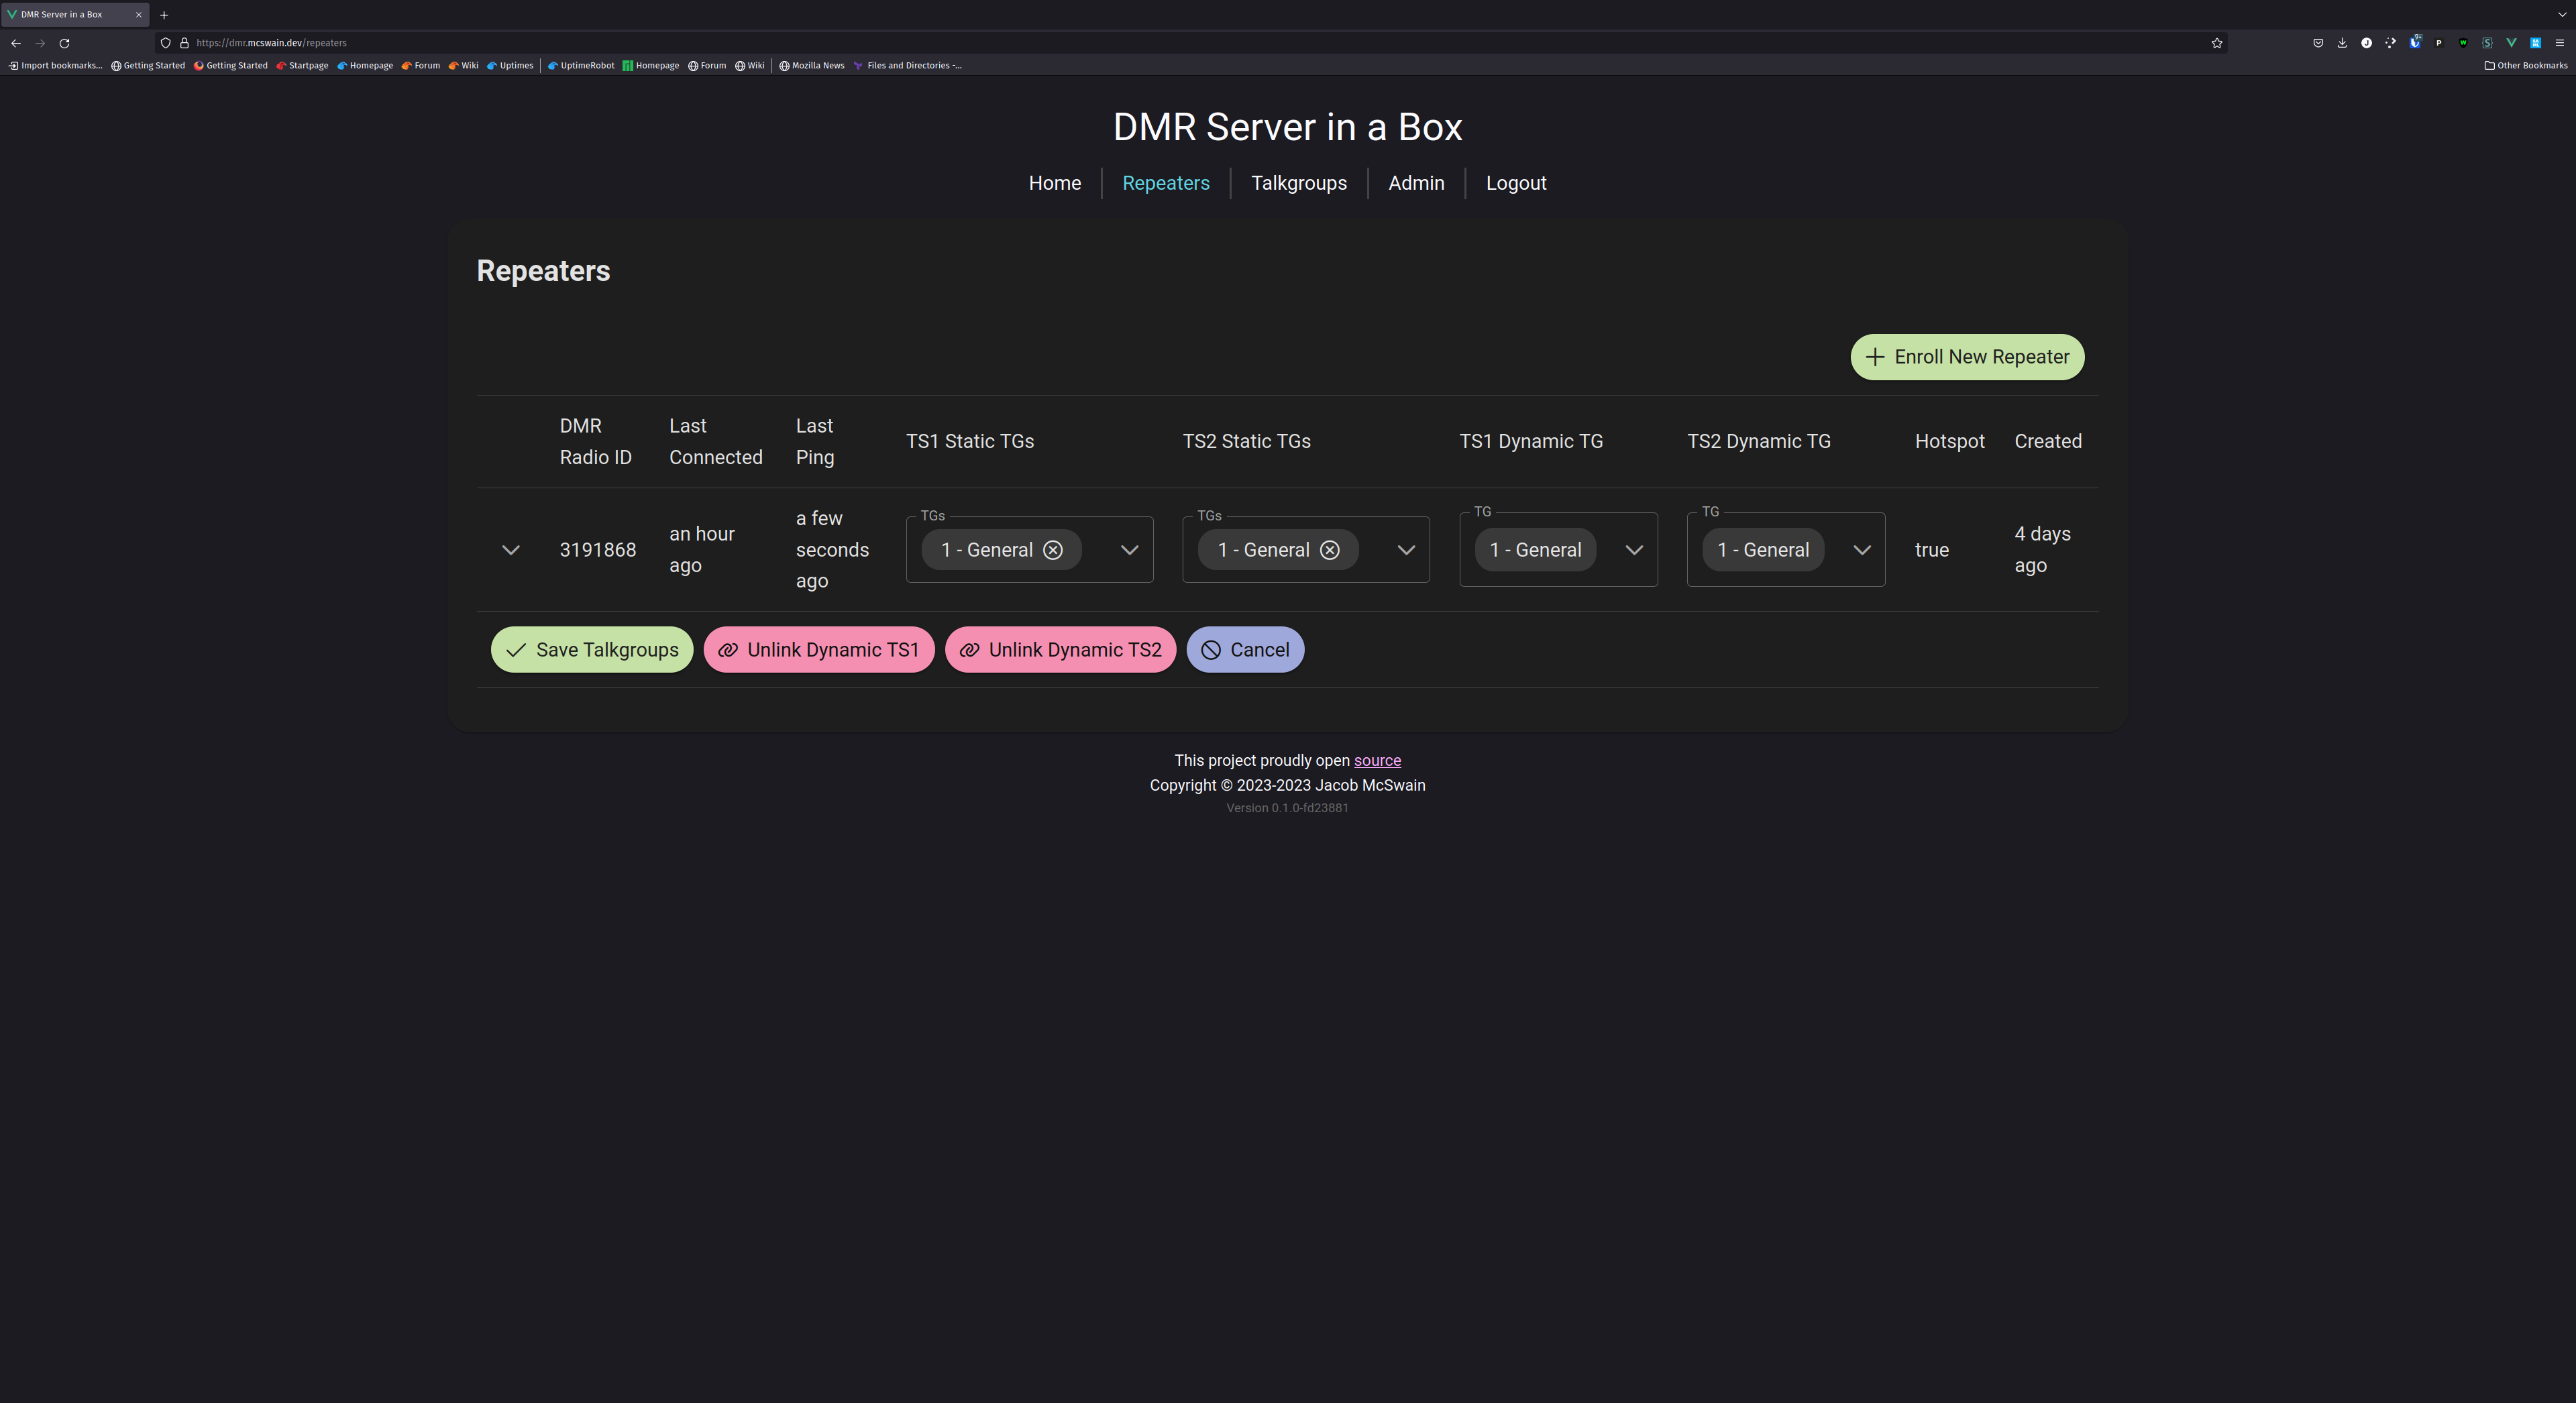 DMR Server in a Box
https://dmr.mcswain.dev/repeaters
Import bookmarks... Getting Started Getting Started Startpage Homepage Forum Wiki Uptimes UptimeRobot Homepage Forum Wiki Mozilla News Files and Directories -... Other Bookmarks
DMR Server in a Box
Home Repeaters Talkgroups Admin Logout
Repeaters
Enroll New Repeater
DMR Radio ID Last Connected Last Ping TS1 Static TGs TS2 Static TGs TS1 Dynamic TG TS2 Dynamic TG Hotspot Created
TGs TGs TG TG
3191868 an hour ago a few seconds ago 1 - General 1 - General 1 - General 1 - General true 4 days ago
Save Talkgroups Unlink Dynamic TS1 Unlink Dynamic TS2 Cancel
This project proudly open source
Copyright © 2023-2023 Jacob McSwain
Version 0.1.0-fd23881